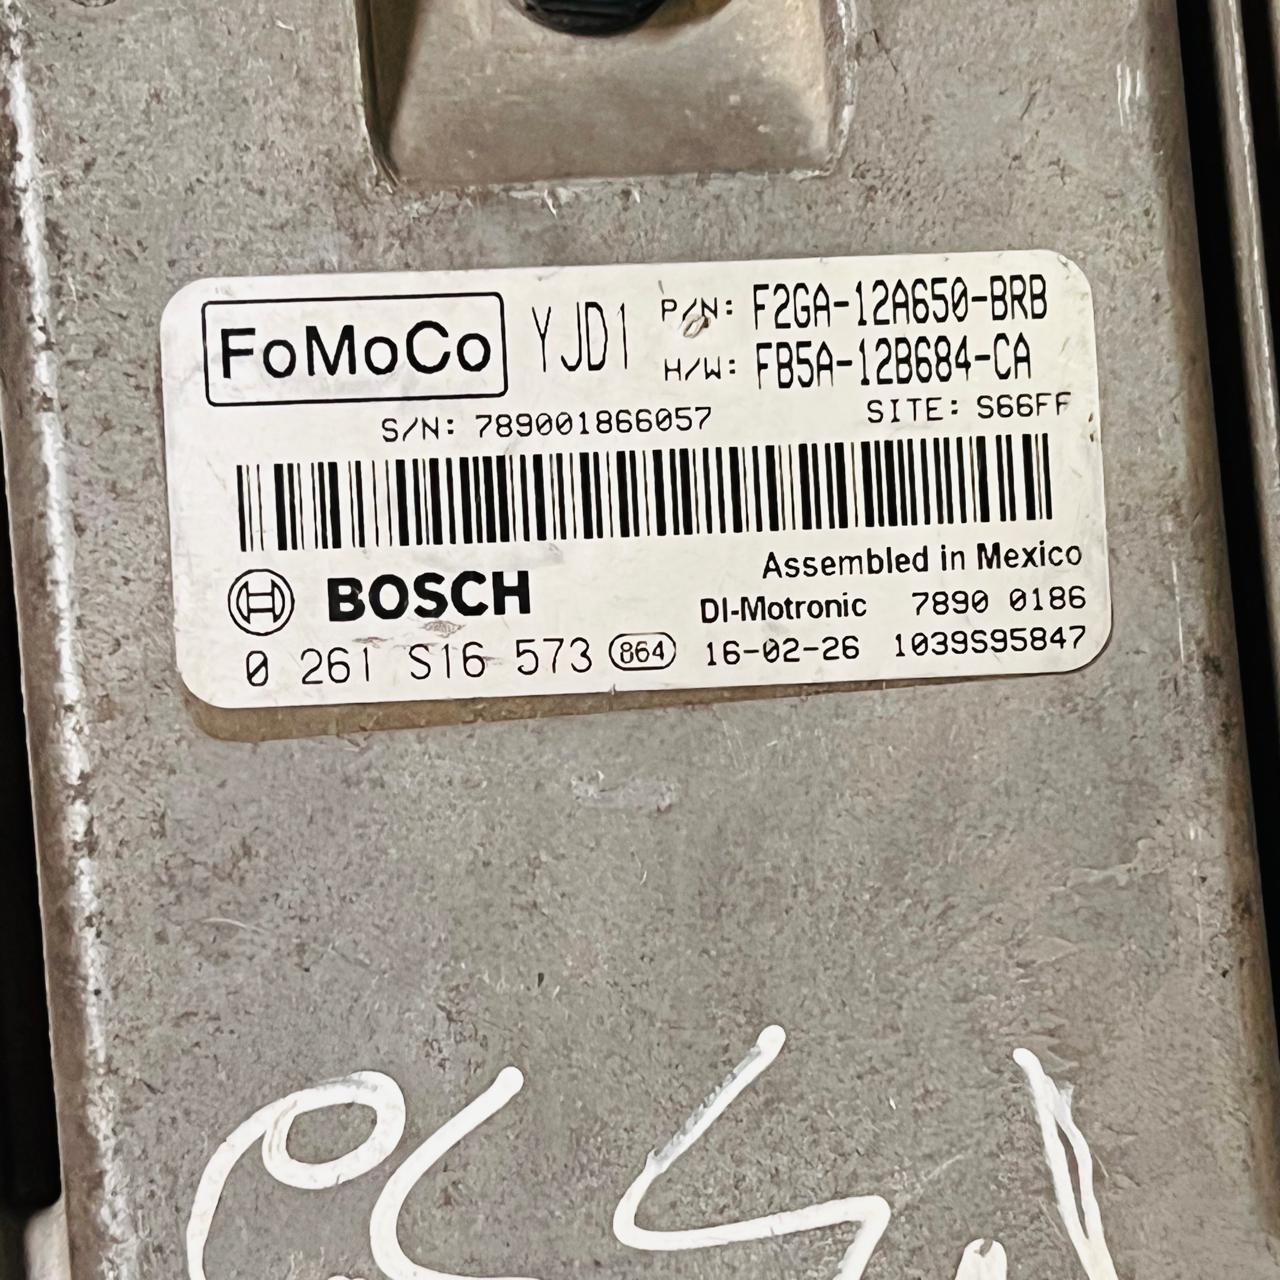 FoMoCo YJD1 P/N: F2GA-12A650-BRB
H/W: FB5A-12B684-CA
S/N: 789001866057 SITE: S66FF
BOSCH Assembled in Mexico
DI-Motronic 7890 0186
0 261 S16 573 864 16-02-26 1039S95847